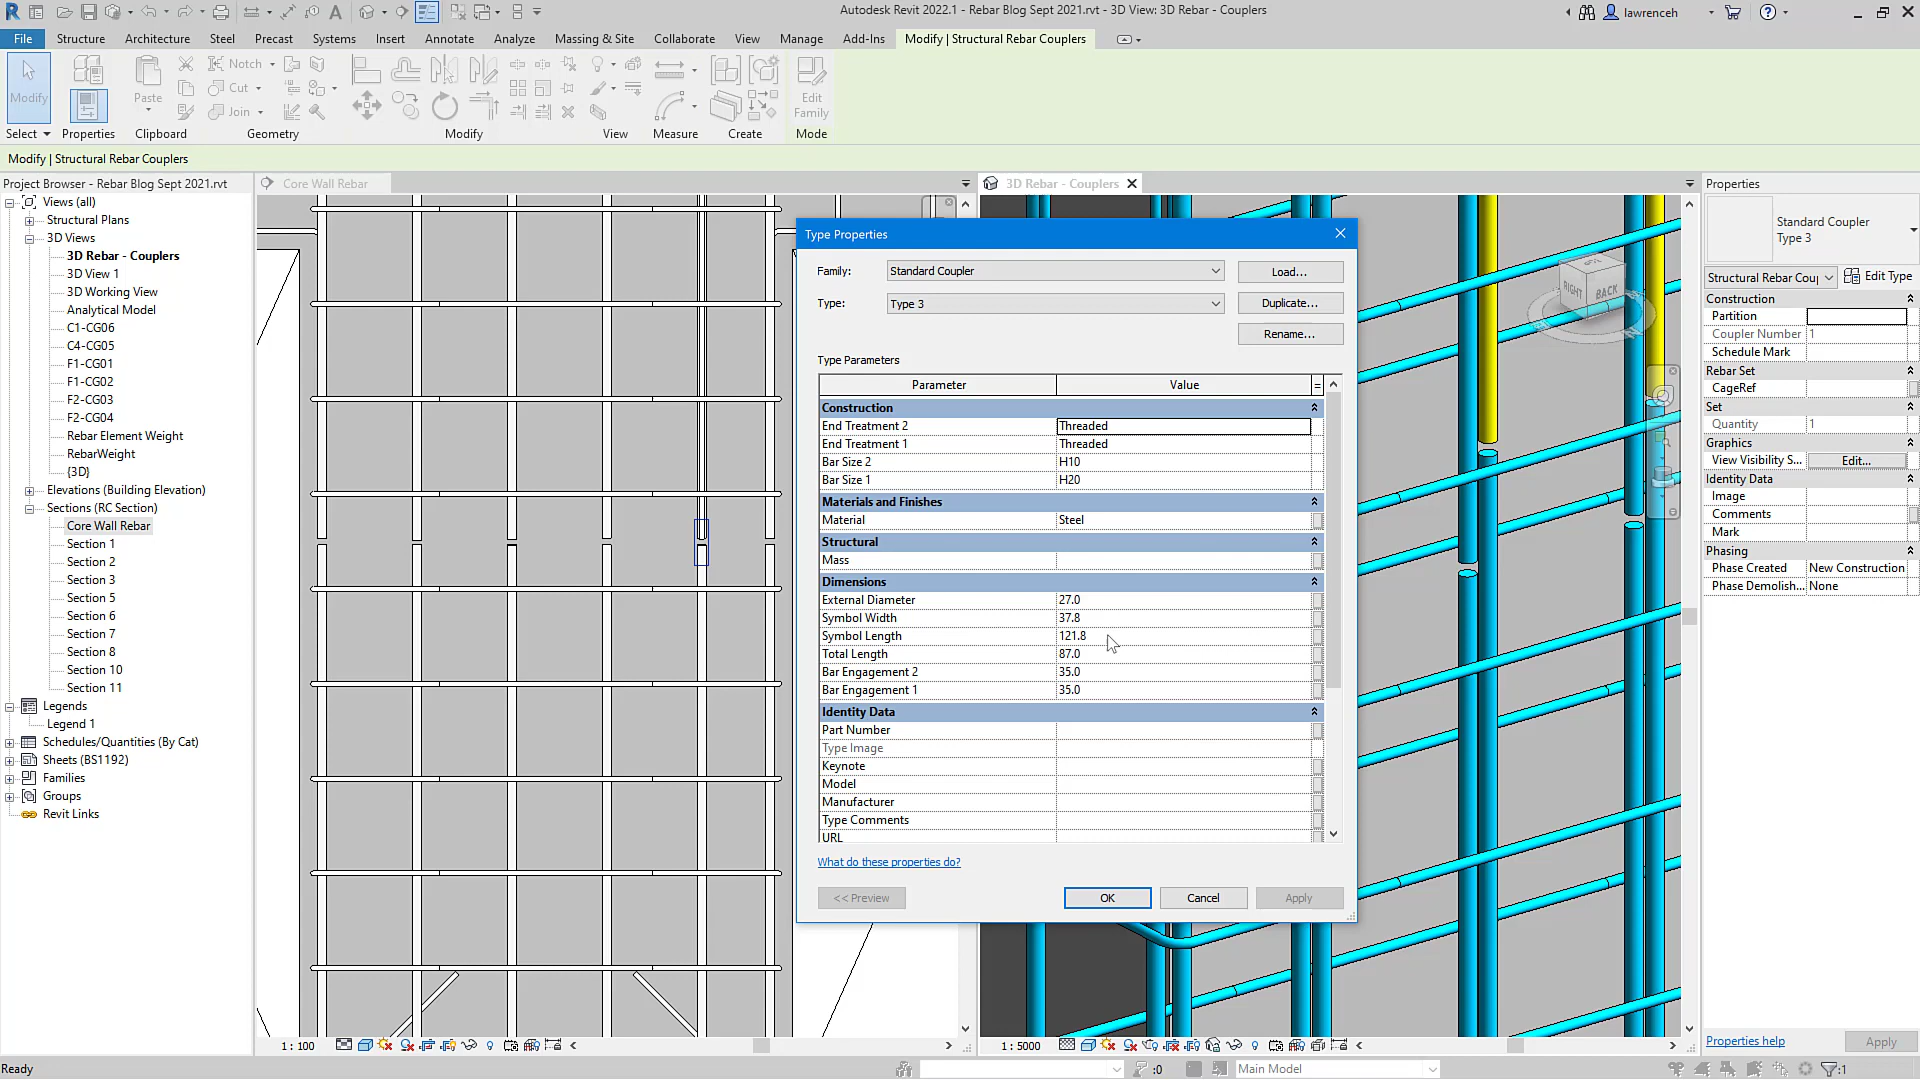 Autodesk Revit 2022.1 - Rebar Blog Sept 2021.rvt - 3D View: 3D Rebar - Couplers
lawrenceh
File Structure Architecture Steel Precast Systems Insert Annotate Analyze Massing & Site Collaborate View Manage Add-Ins Modify | Structural Rebar Couplers
Modify
Paste
Notch
Cut
Join
Edit
Family
Select Properties Clipboard Geometry Modify View Measure Create Mode
Modify | Structural Rebar Couplers
Project Browser - Rebar Blog Sept 2021.rvt
Views (all)
Structural Plans
3D Views
3D Rebar - Couplers
3D View 1
3D Working View
Analytical Model
C1-CG06
C4-CG05
F1-CG01
F1-CG02
F2-CG03
F2-CG04
Rebar Element Weight
RebarWeight
{3D}
Elevations (Building Elevation)
Sections (RC Section)
Core Wall Rebar
Section 1
Section 2
Section 3
Section 5
Section 6
Section 7
Section 8
Section 10
Section 11
Legends
Legend 1
Schedules/Quantities (By Cat)
Sheets (BS1192)
Families
Groups
Revit Links
Core Wall Rebar
1 : 100
3D Rebar - Couplers
RIGHT
BACK
1 : 5000
Type Properties
Family: Standard Coupler Load...
Type: Type 3 Duplicate...
Rename...
Type Parameters
Parameter Value =
Construction
End Treatment 2 Threaded
End Treatment 1 Threaded
Bar Size 2 H10
Bar Size 1 H20
Materials and Finishes
Material Steel
Structural
Mass
Dimensions
External Diameter 27.0
Symbol Width 37.8
Symbol Length 121.8
Total Length 87.0
Bar Engagement 2 35.0
Bar Engagement 1 35.0
Identity Data
Part Number
Type Image
Keynote
Model
Manufacturer
Type Comments
URL
What do these properties do?
<< Preview OK Cancel Apply
Properties
Standard Coupler
Type 3
Structural Rebar Coup Edit Type
Construction
Partition
Coupler Number 1
Schedule Mark
Rebar Set
CageRef
Set
Quantity 1
Graphics
View Visibility S... Edit...
Identity Data
Image
Comments
Mark
Phasing
Phase Created New Construction
Phase Demolish... None
Properties help Apply
Ready
:0
Main Model
:1